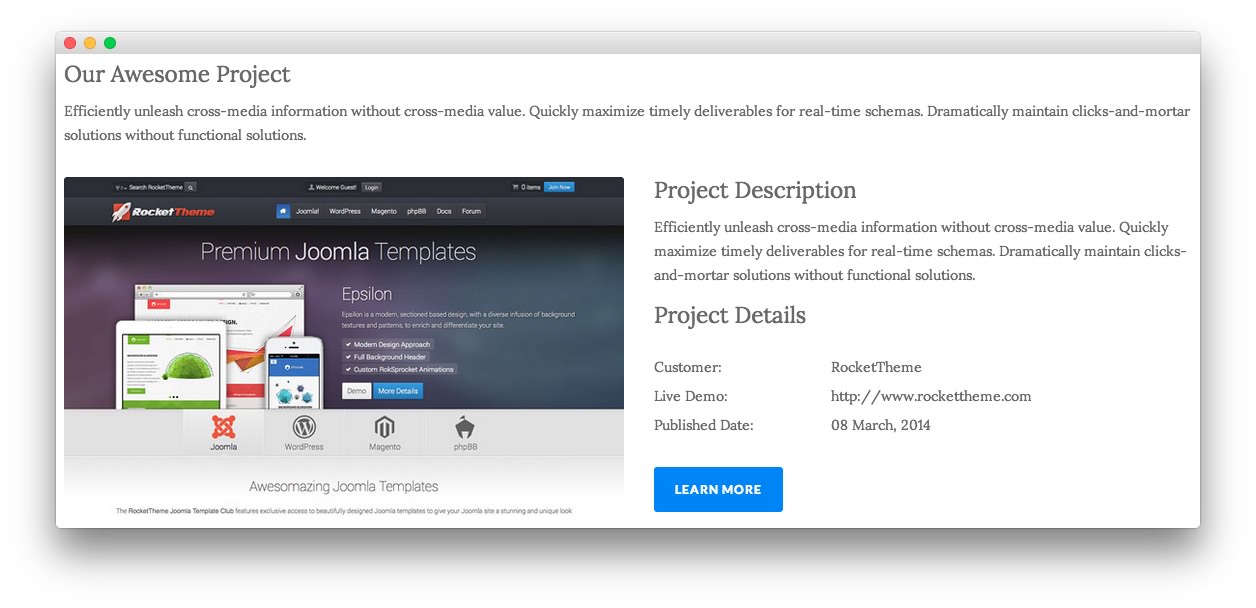 Our Awesome Project
Efficiently unleash cross-media information without cross-media value. Quickly maximize timely deliverables for real-time schemas. Dramatically maintain clicks-and-mortar
solutions without functional solutions.
Search RocketTheme
Welcome Guest! Login
0 items Join Now
RocketTheme
Joomla! WordPress Magento phpBB Docs Forum
Premium Joomla Templates
Epsilon
Epsilon is a modern, sectioned based design, with a diverse infusion of background
textures and patterns, to enrich and differentiate your site.
Modern Design Approach
Full Background Header
Custom RokSprocket Animations
Demo More Details
Joomla WordPress Magento phpBB
Awesomazing Joomla Templates
The RocketTheme Joomla Template Club features exclusive access to beautifully designed Joomla templates to give your Joomla site a stunning and unique look
Project Description
Efficiently unleash cross-media information without cross-media value. Quickly
maximize timely deliverables for real-time schemas. Dramatically maintain clicks-
and-mortar solutions without functional solutions.
Project Details
Customer: RocketTheme
Live Demo: http://www.rockettheme.com
Published Date: 08 March, 2014
LEARN MORE